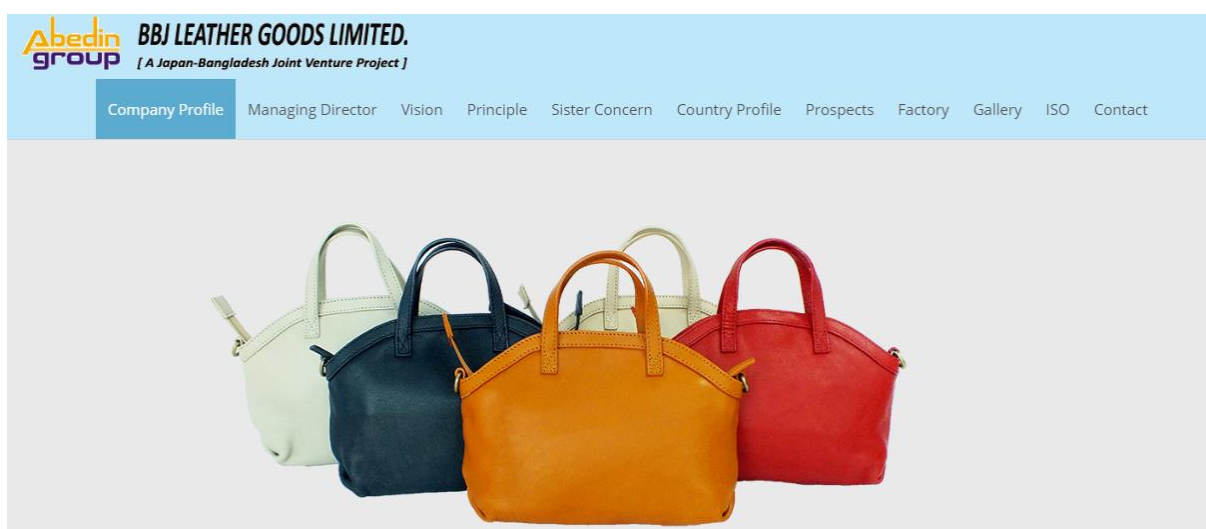 Abedin
group
BBJ LEATHER GOODS LIMITED.
[ A Japan-Bangladesh Joint Venture Project ]
Company Profile Managing Director Vision Principle Sister Concern Country Profile Prospects Factory Gallery ISO Contact